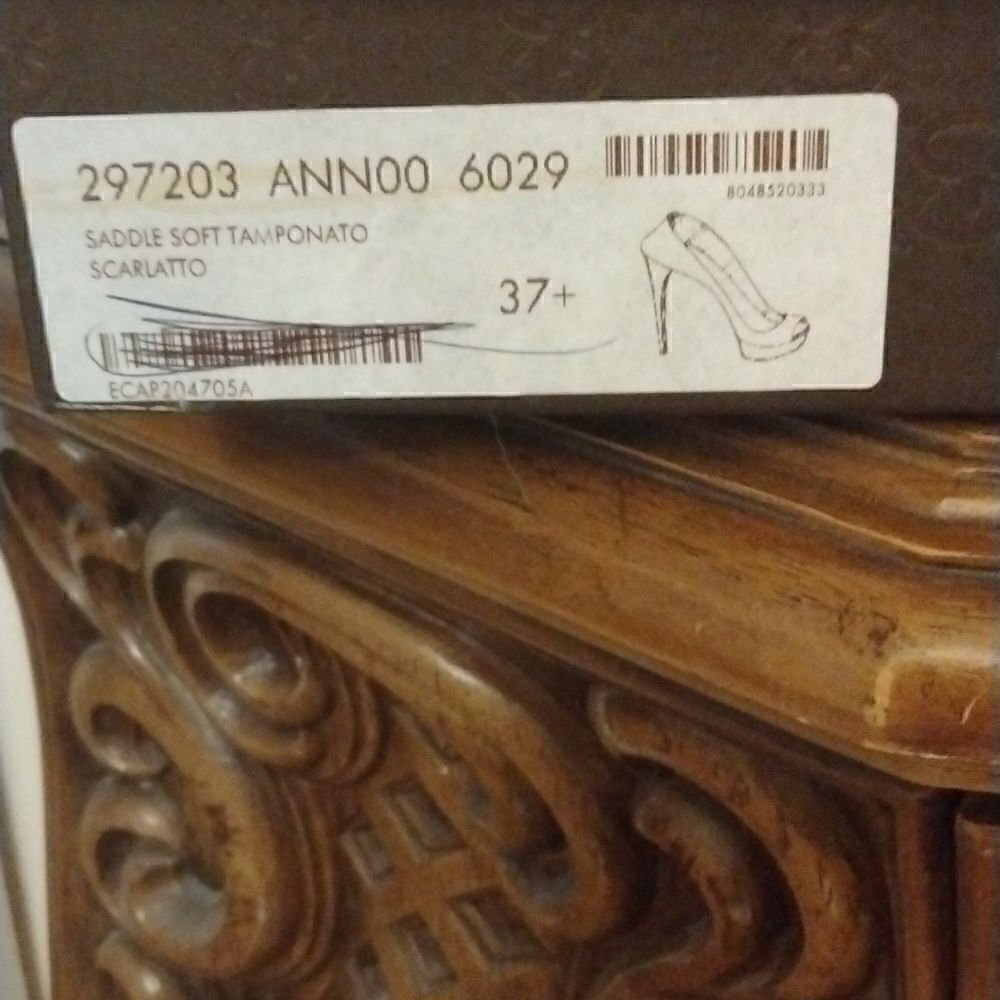 297203 ANN00 6029
8048520333
SADDLE SOFT TAMPONATO
SCARLATTO
37+
ECAP204705A